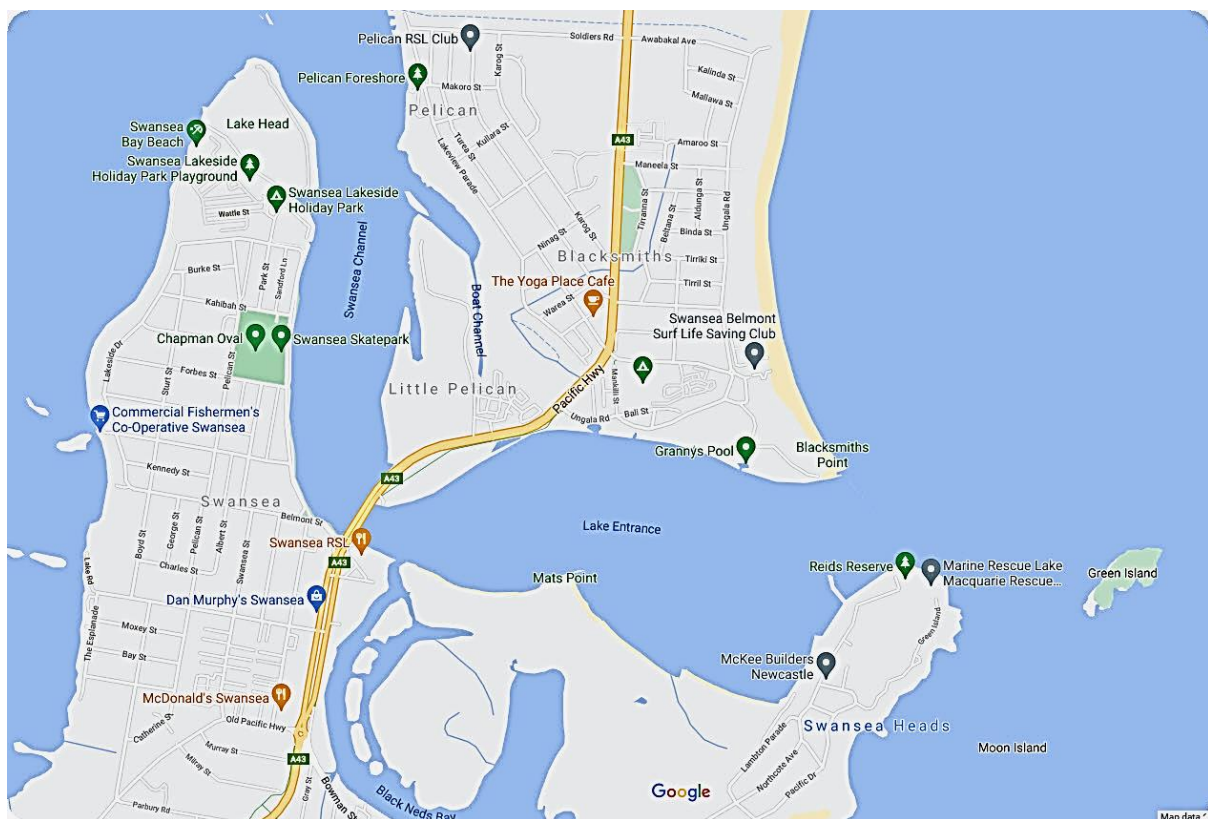 Pelican RSL Club
Soldiers Rd
Awabakal Ave
Karog St
Kalinda St
Pelican Foreshore
Makoro St
Mallawa St
Pelican
Lake Head
Swansea
Bay Beach
Kullara St
Turea St
Lakeview Parade
A43
Amaroo St
Maneela St
Swansea Lakeside
Holiday Park Playground
Swansea Lakeside
Holiday Park
Wattle St
Tirranna St
Beltana St
Aldunga St
Ungala Rd
Karog St
Ninag St
Binda St
Swansea Channel
Burke St
Park St
Sandford Ln
Blacksmiths
Tirriki St
Tirril St
The Yoga Place Cafe
Boat Channel
Warea St
Kahibah St
Swansea Belmont
Surf Life Saving Club
Chapman Oval
Swansea Skatepark
Lakeside Dr
Sturt St
Pelican St
Forbes St
Little Pelican
Pacific Hwy
Manilli St
Ungala Rd
Ball St
Commercial Fishermen's
Co-Operative Swansea
Grannys Pool
Blacksmiths
Point
Kennedy St
A43
Swansea
Belmont St
Lake Entrance
Boyd St
George St
Pelican St
Albert St
Swansea St
Swansea RSL
A43
Lake Rd
Charles St
Mats Point
Reids Reserve
Marine Rescue Lake
Macquarie Rescue...
Green Island
Dan Murphy's Swansea
The Esplanade
Moxey St
Bay St
Green Island
McKee Builders
Newcastle
McDonald's Swansea
Catherine St
Old Pacific Hwy
Swansea Heads
Murray St
Milray St
A43
Lambton Parade
Northcote Ave
Pacific Dr
Moon Island
Gray St
Bowman St
Black Neds Bay
Parbury Rd
Google
Map data